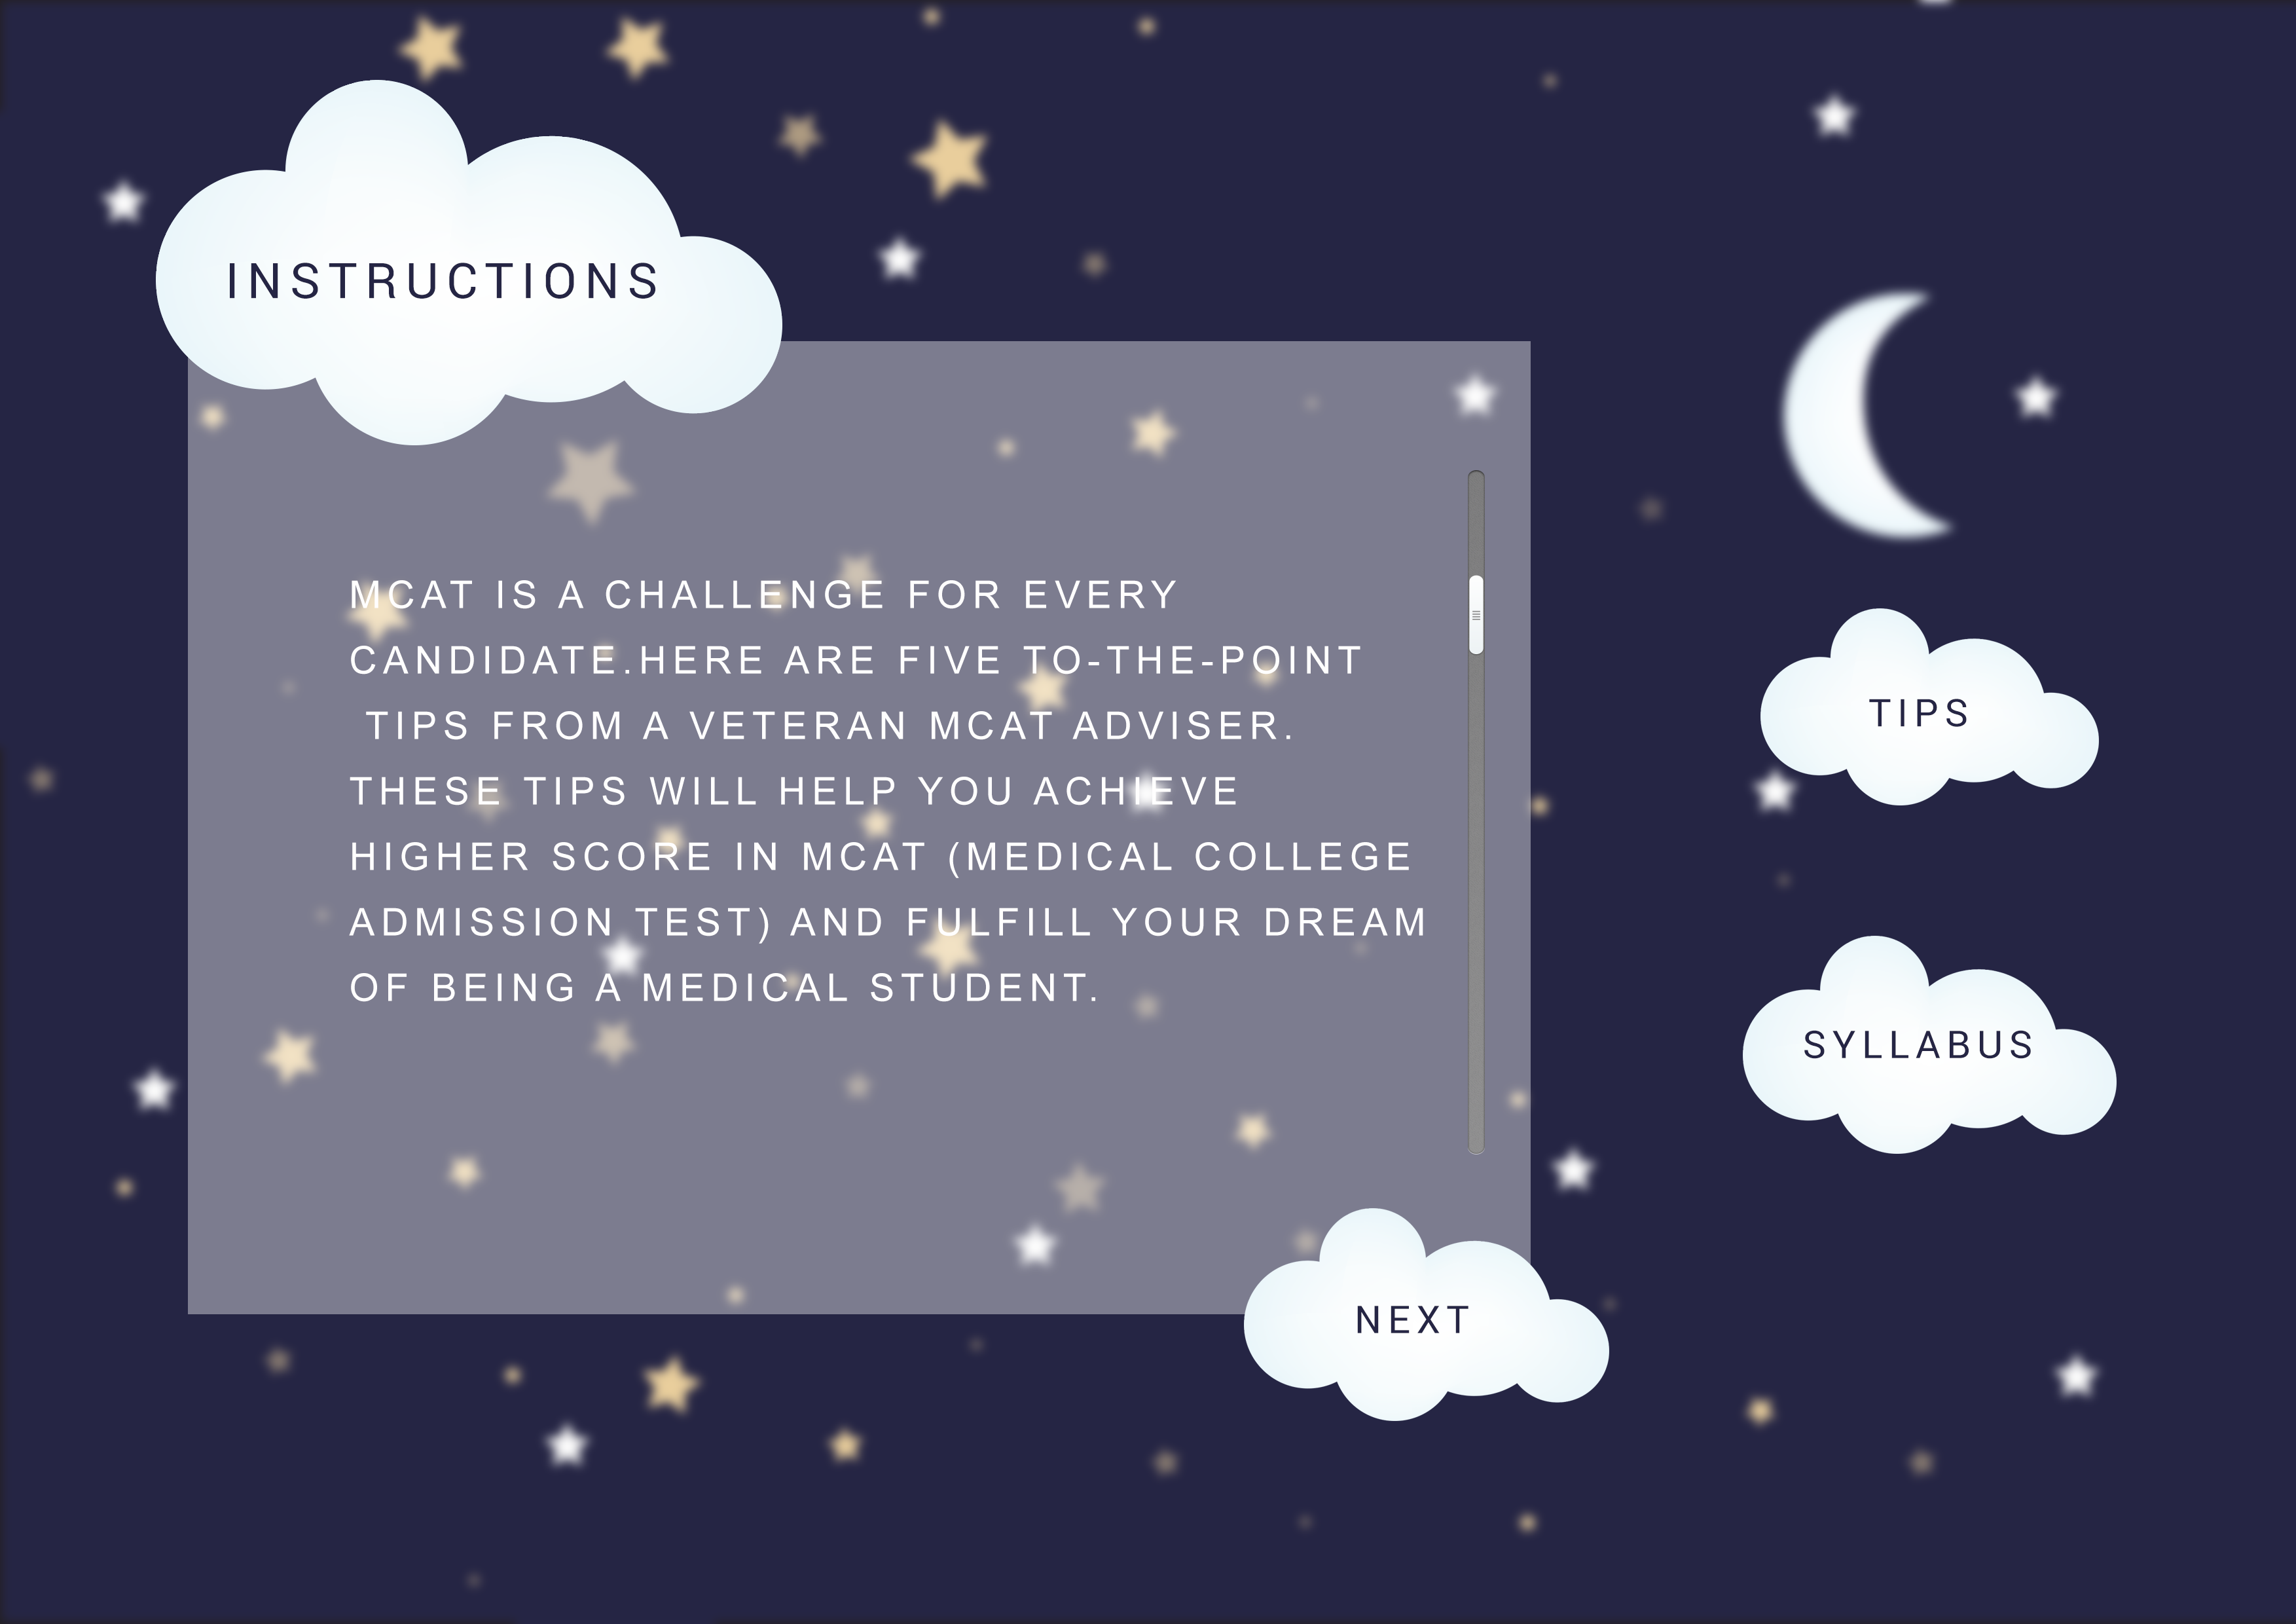 INSTRUCTIONS
MCAT IS A CHALLENGE FOR EVERY
CANDIDATE.HERE ARE FIVE TO-THE-POINT
TIPS FROM A VETERAN MCAT ADVISER.
THESE TIPS WILL HELP YOU ACHIEVE
HIGHER SCORE IN MCAT (MEDICAL COLLEGE
ADMISSION TEST) AND FULFILL YOUR DREAM
OF BEING A MEDICAL STUDENT.
TIPS
SYLLABUS
NEXT